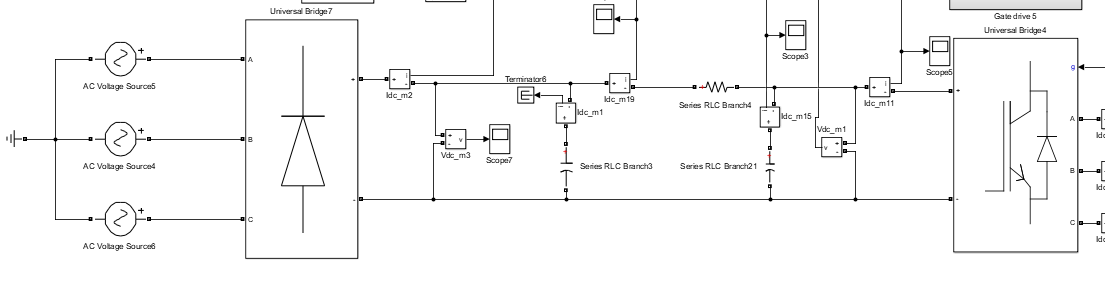 Universal Bridge7
Gate drive 5
Universal Bridge4
Scope3
Scope5
g
A
+
AC Voltage Source5
+
Idc_m2
Terminator6
Idc_m19
Series RLC Branch4
Idc_m11
+
Idc_m1
Idc_m15
Vdc_m1
A
B
AC Voltage Source4
Vdc_m3
Scope7
Series RLC Branch3
Series RLC Branch21
B
-
-
C
AC Voltage Source6
C